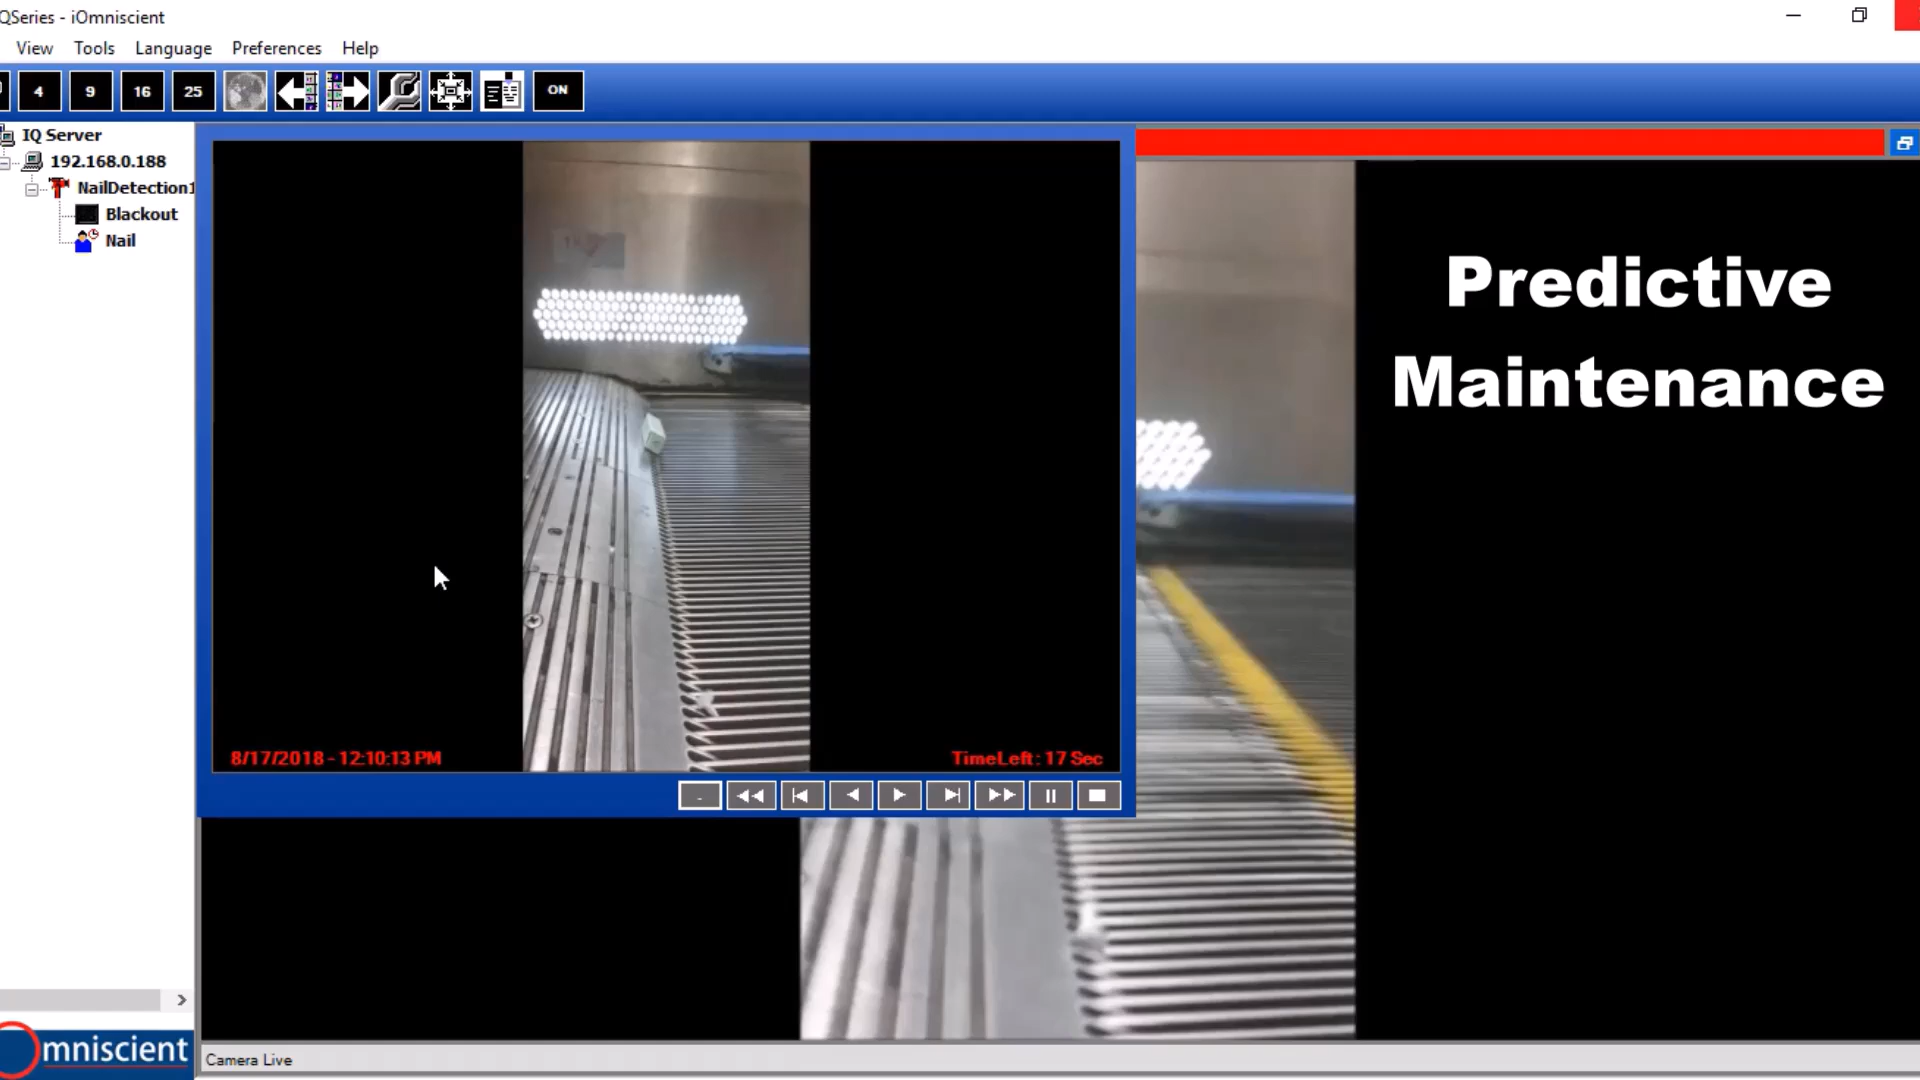 QSeries - iOmniscient
View Tools Language Preferences Help
4 9 16 25 ON
IQ Server
192.168.0.188
NailDetection1
Blackout
Nail
Predictive
Maintenance
8/17/2018 - 12:10:13 PM
TimeLeft: 17 Sec
mniscient
Camera Live